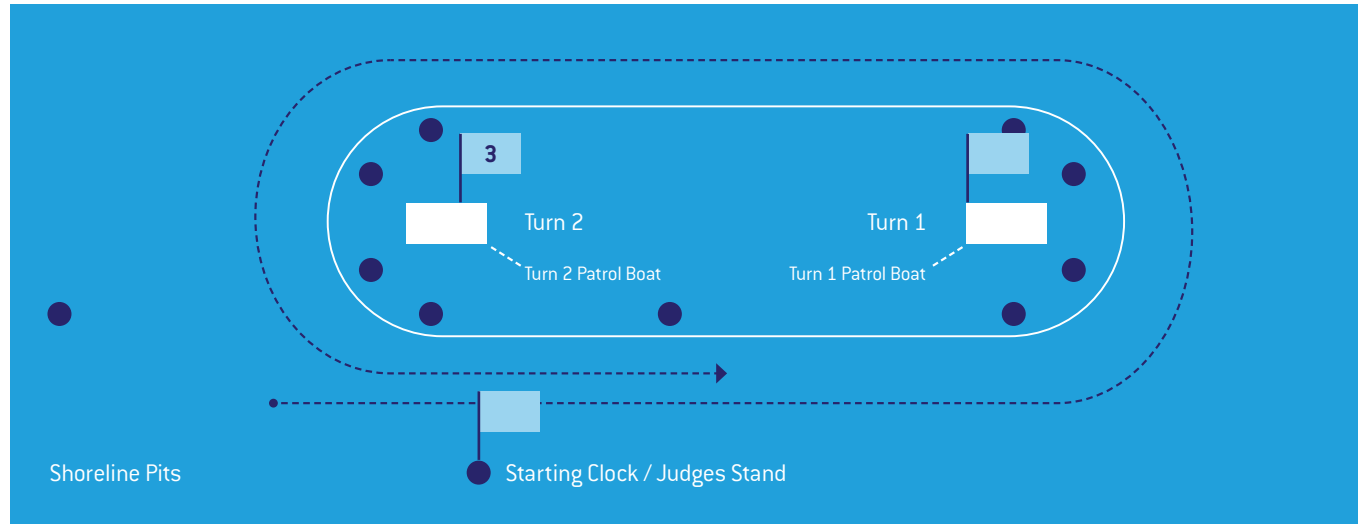 3
Turn 2
Turn 1
Turn 2 Patrol Boat
Turn 1 Patrol Boat
Shoreline Pits
Starting Clock / Judges Stand